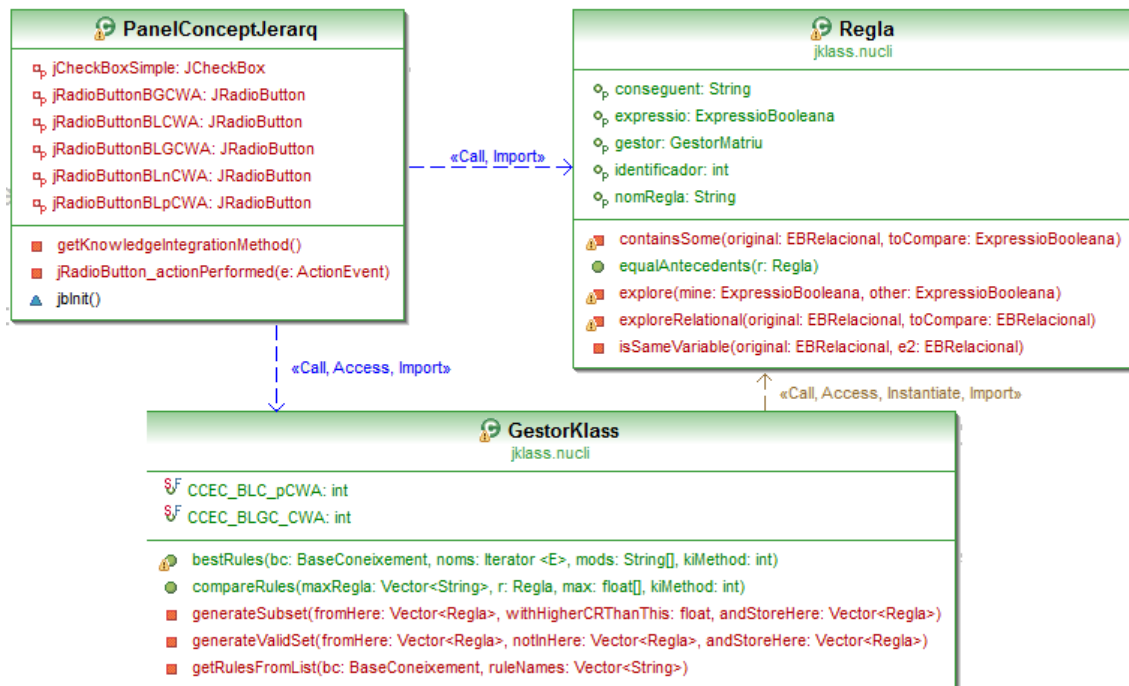 PanelConceptJerarq
jCheckBoxSimple: JCheckBox
jRadioButtonBGCWA: JRadioButton
jRadioButtonBLCWA: JRadioButton
jRadioButtonBLGCWA: JRadioButton
jRadioButtonBLnCWA: JRadioButton
jRadioButtonBLpCWA: JRadioButton
getKnowledgeIntegrationMethod()
jRadioButton_actionPerformed(e: ActionEvent)
jbInit()
«Call, Import»
Regla
jklass.nucli
conseguent: String
expressio: ExpressioBooleana
gestor: GestorMatriu
identificador: int
nomRegla: String
containsSome(original: EBRelacional, toCompare: ExpressioBooleana)
equalAntecedents(r: Regla)
explore(mine: ExpressioBooleana, other: ExpressioBooleana)
exploreRelational(original: EBRelacional, toCompare: EBRelacional)
isSameVariable(original: EBRelacional, e2: EBRelacional)
«Call, Access, Import»
«Call, Access, Instantiate, Import»
GestorKlass
jklass.nucli
CCEC_BLC_pCWA: int
CCEC_BLGC_CWA: int
bestRules(bc: BaseConeixement, noms: Iterator <E>, mods: String[], kiMethod: int)
compareRules(maxRegla: Vector<String>, r: Regla, max: float[], kiMethod: int)
generateSubset(fromHere: Vector<Regla>, withHigherCRThanThis: float, andStoreHere: Vector<Regla>)
generateValidSet(fromHere: Vector<Regla>, notInHere: Vector<Regla>, andStoreHere: Vector<Regla>)
getRulesFromList(bc: BaseConeixement, ruleNames: Vector<String>)